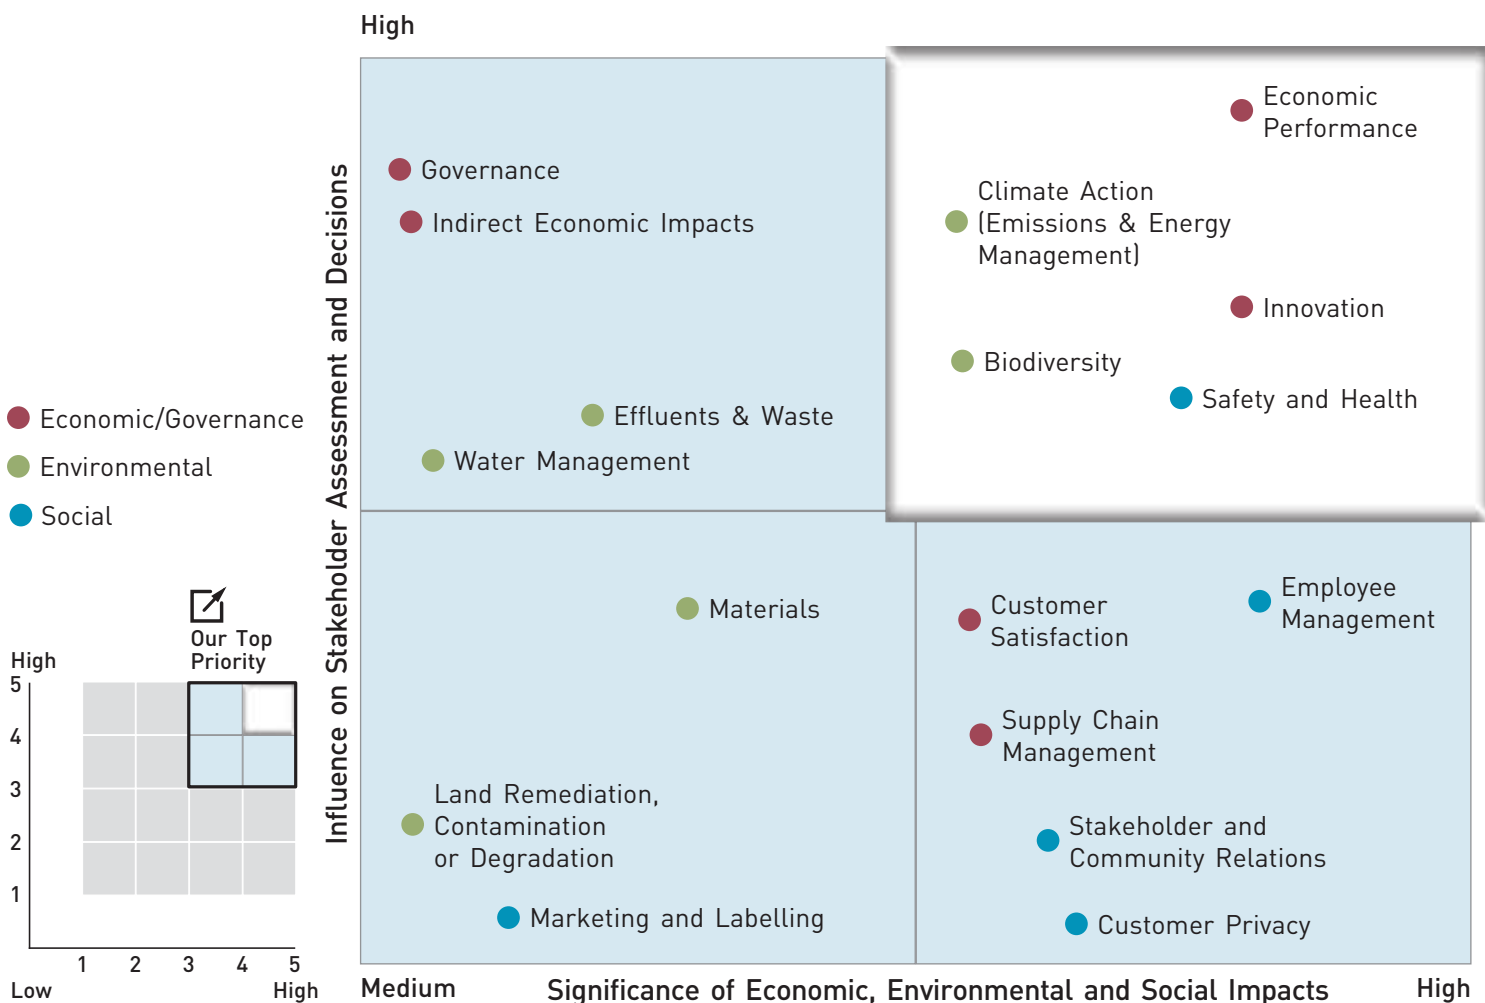 High
Economic
Performance
Governance
Climate Action
(Emissions & Energy
Management)
Indirect Economic Impacts
Innovation
Biodiversity
Safety and Health
Effluents & Waste
Water Management
Influence on Stakeholder Assessment and Decisions
Economic/Governance
Environmental
Social
Materials
Customer
Satisfaction
Employee
Management
Supply Chain
Management
Land Remediation,
Contamination
or Degradation
Stakeholder and
Community Relations
Marketing and Labelling
Customer Privacy
Medium
Significance of Economic, Environmental and Social Impacts
High
Our Top
Priority
High
5
4
3
2
1
1 2 3 4 5
Low
High